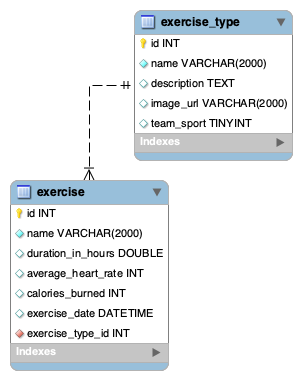 exercise_type
id INT
name VARCHAR(2000)
description TEXT
image_url VARCHAR(2000)
team_sport TINYINT
Indexes
exercise
id INT
name VARCHAR(2000)
duration_in_hours DOUBLE
average_heart_rate INT
calories_burned INT
exercise_date DATETIME
exercise_type_id INT
Indexes